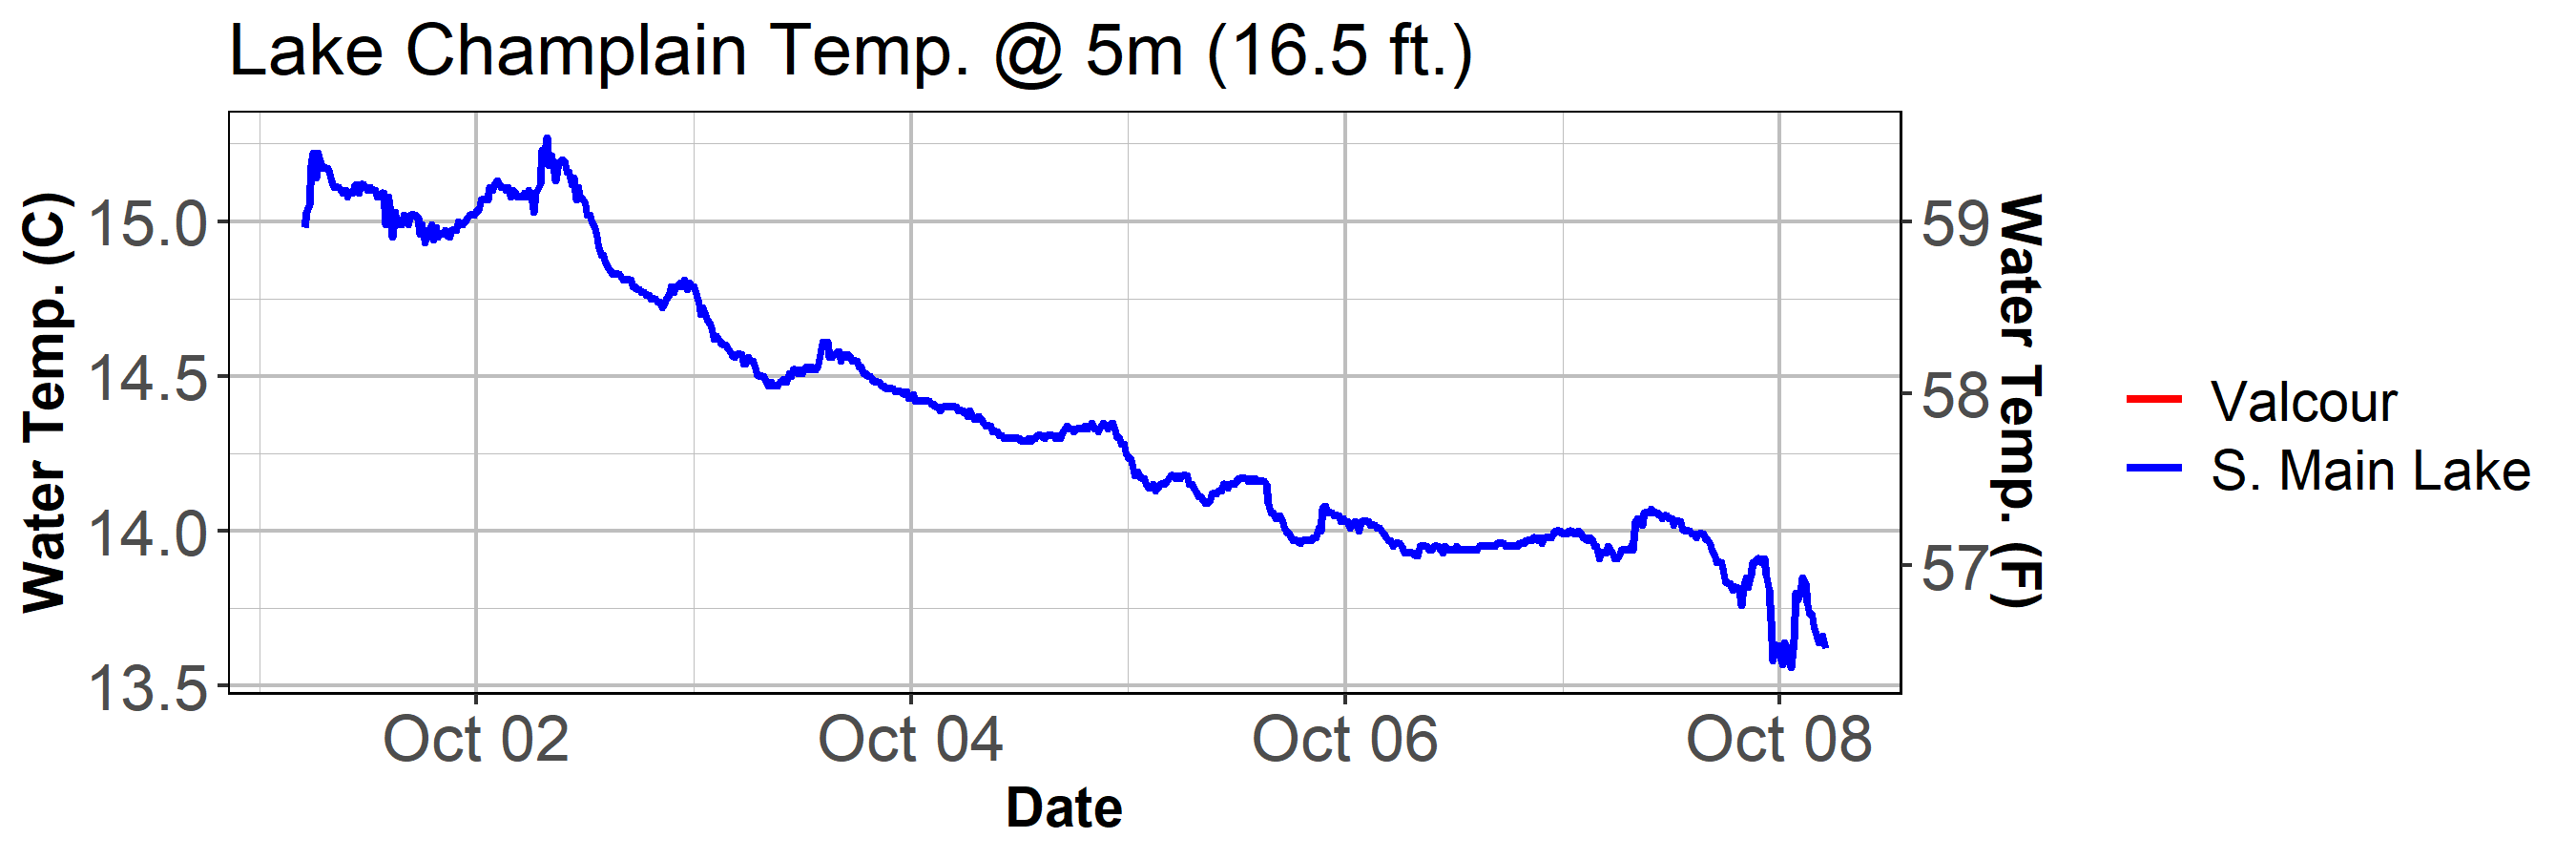 Lake Champlain Temp. @ 5m (16.5 ft.)
Water Temp. (C)
15.0
14.5
14.0
13.5
59
58
57
Water Temp. (F)
Oct 02
Oct 04
Oct 06
Oct 08
Date
Valcour
S. Main Lake